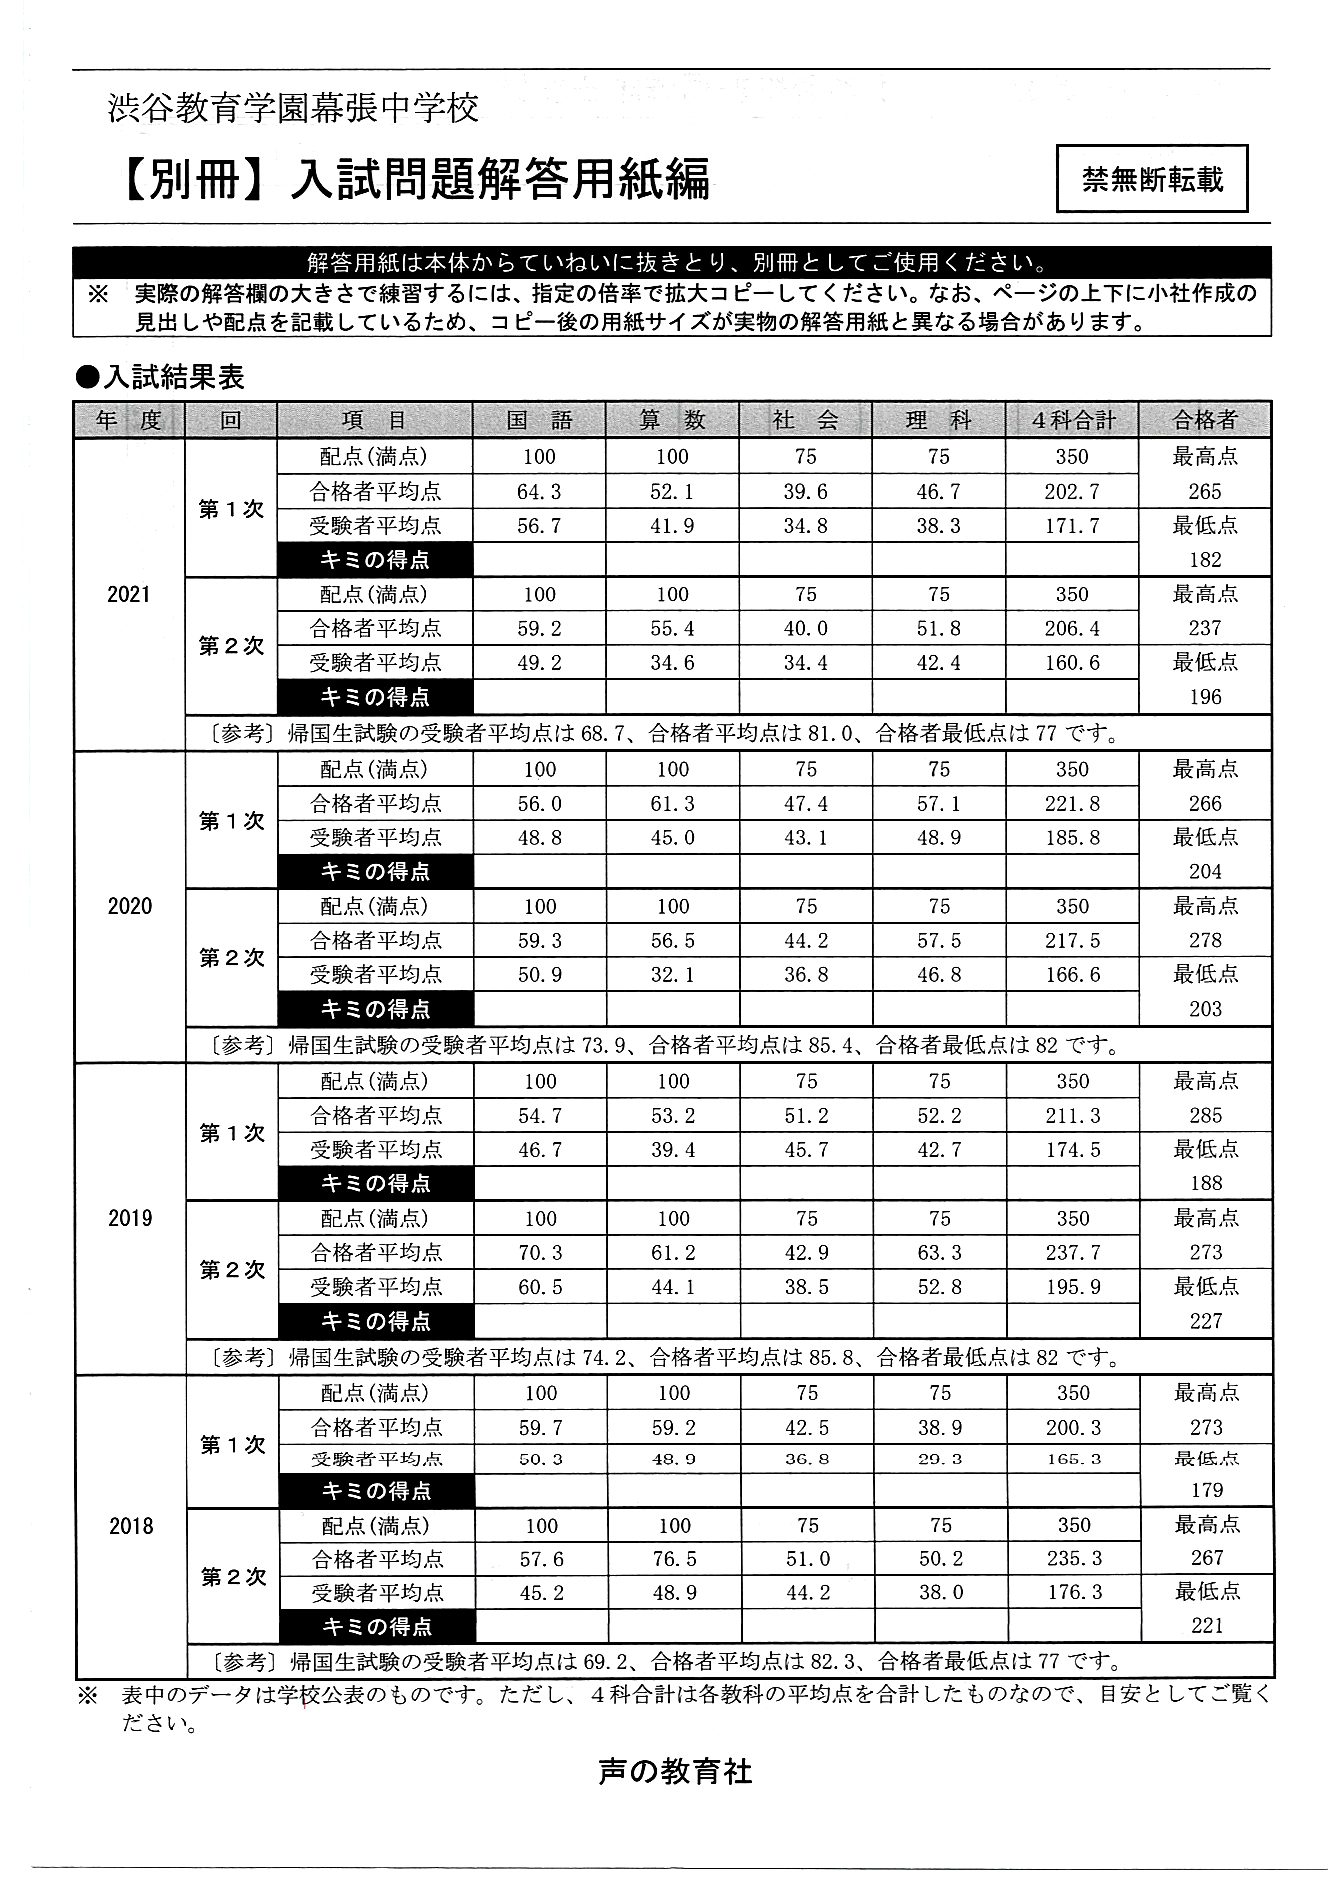 渋谷教育学園幕張中学校
【別冊】入試問題解答用紙編
禁無断転載
解答用紙は本体からていねいに抜きとり、別冊としてご使用ください。
※ 実際の解答欄の大きさで練習するには、指定の倍率で拡大コピーしてください。なお、ページの上下に小社作成の
見出しや配点を記載しているため、コピー後の用紙サイズが実物の解答用紙と異なる場合があります。
●入試結果表
年 度 回 項 目 国 語 算 数 社 会 理 科 4科合計 合格者
2021
第1次
配点(満点) 100 100 75 75 350 最高点
合格者平均点 64.3 52.1 39.6 46.7 202.7 265
受験者平均点 56.7 41.9 34.8 38.3 171.7 最低点
キミの得点 182
第2次
配点(満点) 100 100 75 75 350 最高点
合格者平均点 59.2 55.4 40.0 51.8 206.4 237
受験者平均点 49.2 34.6 34.4 42.4 160.6 最低点
キミの得点 196
〔参考〕帰国生試験の受験者平均点は68.7、合格者平均点は81.0、合格者最低点は77です。
2020
第1次
配点(満点) 100 100 75 75 350 最高点
合格者平均点 56.0 61.3 47.4 57.1 221.8 266
受験者平均点 48.8 45.0 43.1 48.9 185.8 最低点
キミの得点 204
第2次
配点(満点) 100 100 75 75 350 最高点
合格者平均点 59.3 56.5 44.2 57.5 217.5 278
受験者平均点 50.9 32.1 36.8 46.8 166.6 最低点
キミの得点 203
〔参考〕帰国生試験の受験者平均点は73.9、合格者平均点は85.4、合格者最低点は82です。
2019
第1次
配点(満点) 100 100 75 75 350 最高点
合格者平均点 54.7 53.2 51.2 52.2 211.3 285
受験者平均点 46.7 39.4 45.7 42.7 174.5 最低点
キミの得点 188
第2次
配点(満点) 100 100 75 75 350 最高点
合格者平均点 70.3 61.2 42.9 63.3 237.7 273
受験者平均点 60.5 44.1 38.5 52.8 195.9 最低点
キミの得点 227
〔参考〕帰国生試験の受験者平均点は74.2、合格者平均点は85.8、合格者最低点は82です。
2018
第1次
配点(満点) 100 100 75 75 350 最高点
合格者平均点 59.7 59.2 42.5 38.9 200.3 273
受験者平均点 50.3 48.9 36.8 29.3 165.3 最低点
キミの得点 179
第2次
配点(満点) 100 100 75 75 350 最高点
合格者平均点 57.6 76.5 51.0 50.2 235.3 267
受験者平均点 45.2 48.9 44.2 38.0 176.3 最低点
キミの得点 221
〔参考〕帰国生試験の受験者平均点は69.2、合格者平均点は82.3、合格者最低点は77です。
※ 表中のデータは学校公表のものです。ただし、4科合計は各教科の平均点を合計したものなので、目安としてご覧く
ださい。
声の教育社